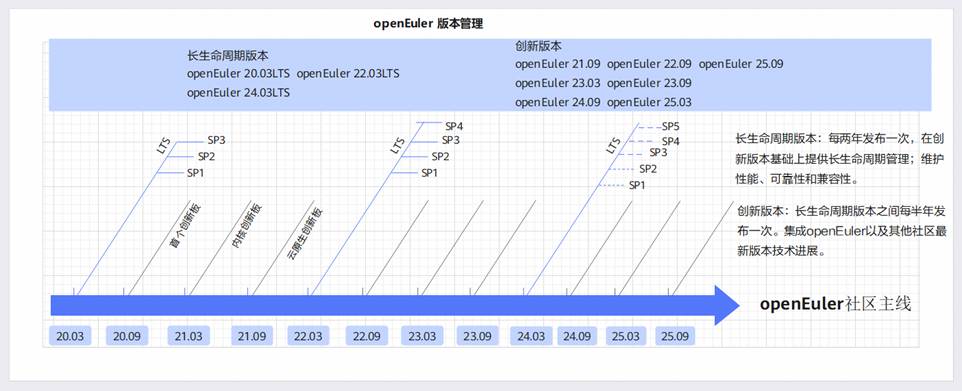 openEuler 版本管理
长生命周期版本
openEuler 20.03LTS openEuler 22.03LTS
openEuler 24.03LTS
创新版本
openEuler 21.09 openEuler 22.09 openEuler 25.09
openEuler 23.03 openEuler 23.09
openEuler 24.09 openEuler 25.03
LTS
SP3
SP2
SP1
首个创新板
内核创新板
云原生创新板
LTS
SP4
SP3
SP2
SP1
LTS
SP5
SP4
SP3
SP2
SP1
长生命周期版本：每两年发布一次，在创
新版本基础上提供长生命周期管理；维护
性能、可靠性和兼容性。
创新版本：长生命周期版本之间每半年发
布一次。集成openEuler以及其他社区最
新版本技术进展。
openEuler社区主线
20.03
20.09
21.03
21.09
22.03
22.09
23.03
23.09
24.03
24.09
25.03
25.09